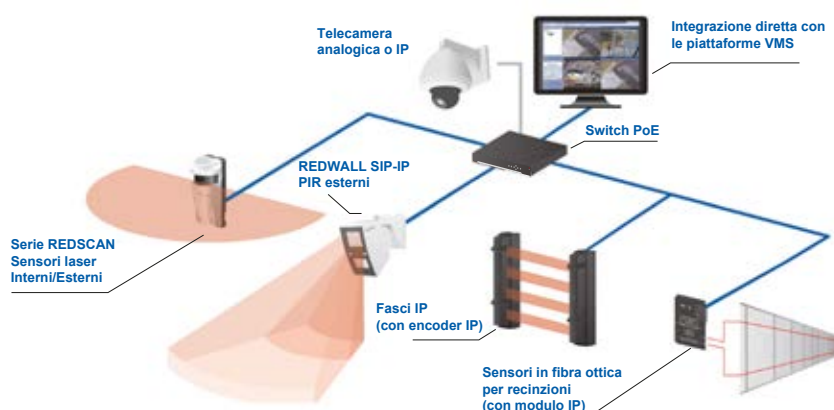 Telecamera
analogica o IP
Integrazione diretta con
le piattaforme VMS
Switch PoE
REDWALL SIP-IP
PIR esterni
Serie REDSCAN
Sensori laser
Interni/Esterni
Fasci IP
(con encoder IP)
Sensori in fibra ottica
per recinzioni
(con modulo IP)